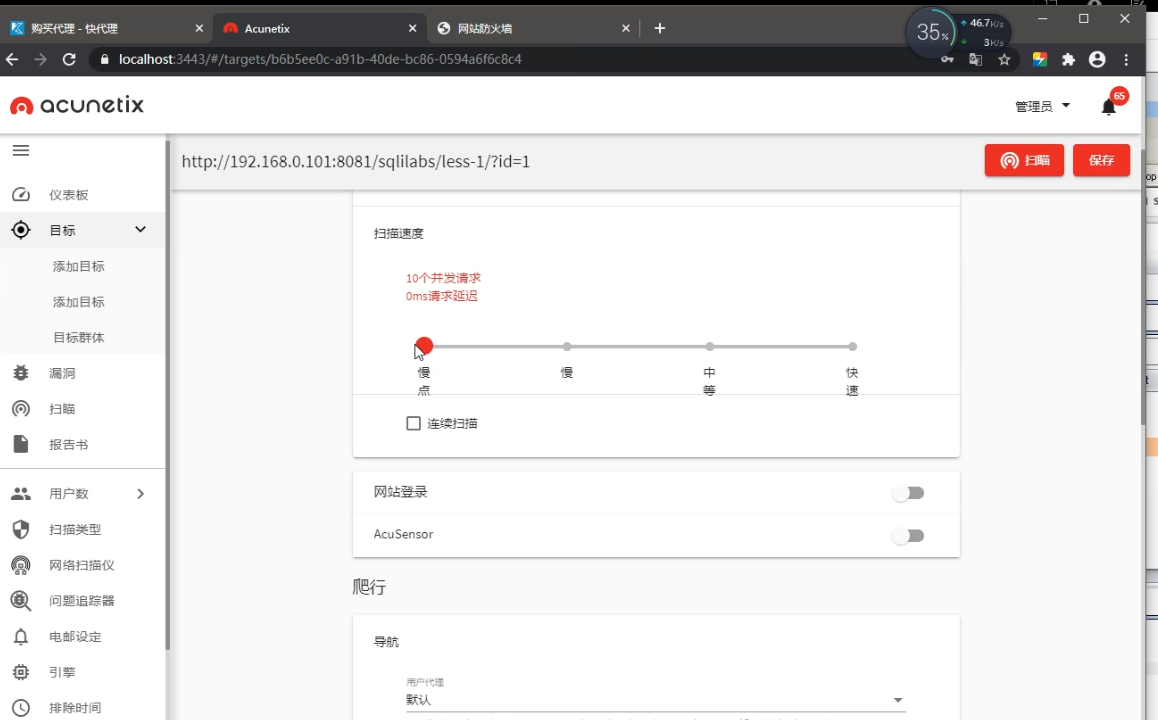 购买代理 - 快代理
Acunetix
网站防火墙
35%
46.7K/s
3K/s
localhost:3443/#/targets/b6b5ee0c-a91b-40de-bc86-0594a6f6c8c4
acunetix
管理员
65
http://192.168.0.101:8081/sqlilabs/less-1/?id=1
扫瞄
保存
仪表板
目标
添加目标
添加目标
目标群体
漏洞
扫瞄
报告书
用户数
扫描类型
网络扫描仪
问题追踪器
电邮设定
引擎
排除时间
扫描速度
10个并发请求
0ms请求延迟
慢点
慢
中等
快速
连续扫描
网站登录
AcuSensor
爬行
导航
用户代理
默认